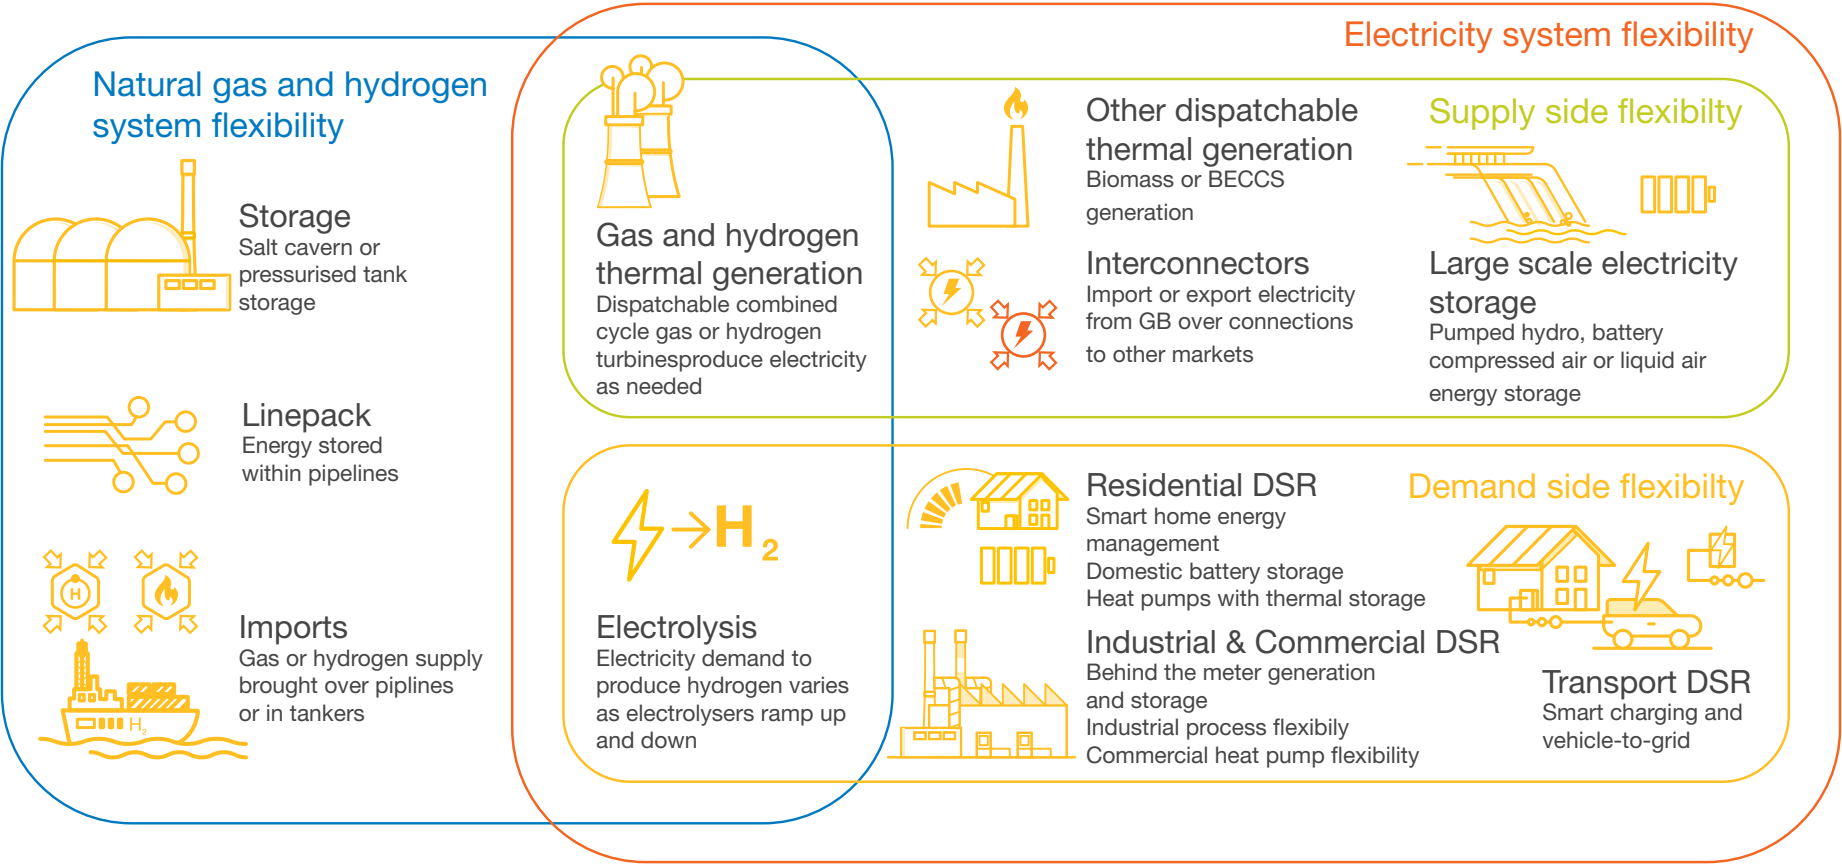 Electricity system flexibility
Natural gas and hydrogen
system flexibility
Storage
Salt cavern or
pressurised tank
storage
Linepack
Energy stored
within pipelines
H
Imports
Gas or hydrogen supply
brought over piplines
or in tankers
H2
Gas and hydrogen
thermal generation
Dispatchable combined
cycle gas or hydrogen
turbinesproduce electricity
as needed
Supply side flexibilty
Other dispatchable
thermal generation
Biomass or BECCS
generation
Interconnectors
Import or export electricity
from GB over connections
to other markets
Large scale electricity
storage
Pumped hydro, battery
compressed air or liquid air
energy storage
H2
Electrolysis
Electricity demand to
produce hydrogen varies
as electrolysers ramp up
and down
Demand side flexibilty
Residential DSR
Smart home energy
management
Domestic battery storage
Heat pumps with thermal storage
Industrial & Commercial DSR
Behind the meter generation
and storage
Industrial process flexibily
Commercial heat pump flexibility
Transport DSR
Smart charging and
vehicle-to-grid